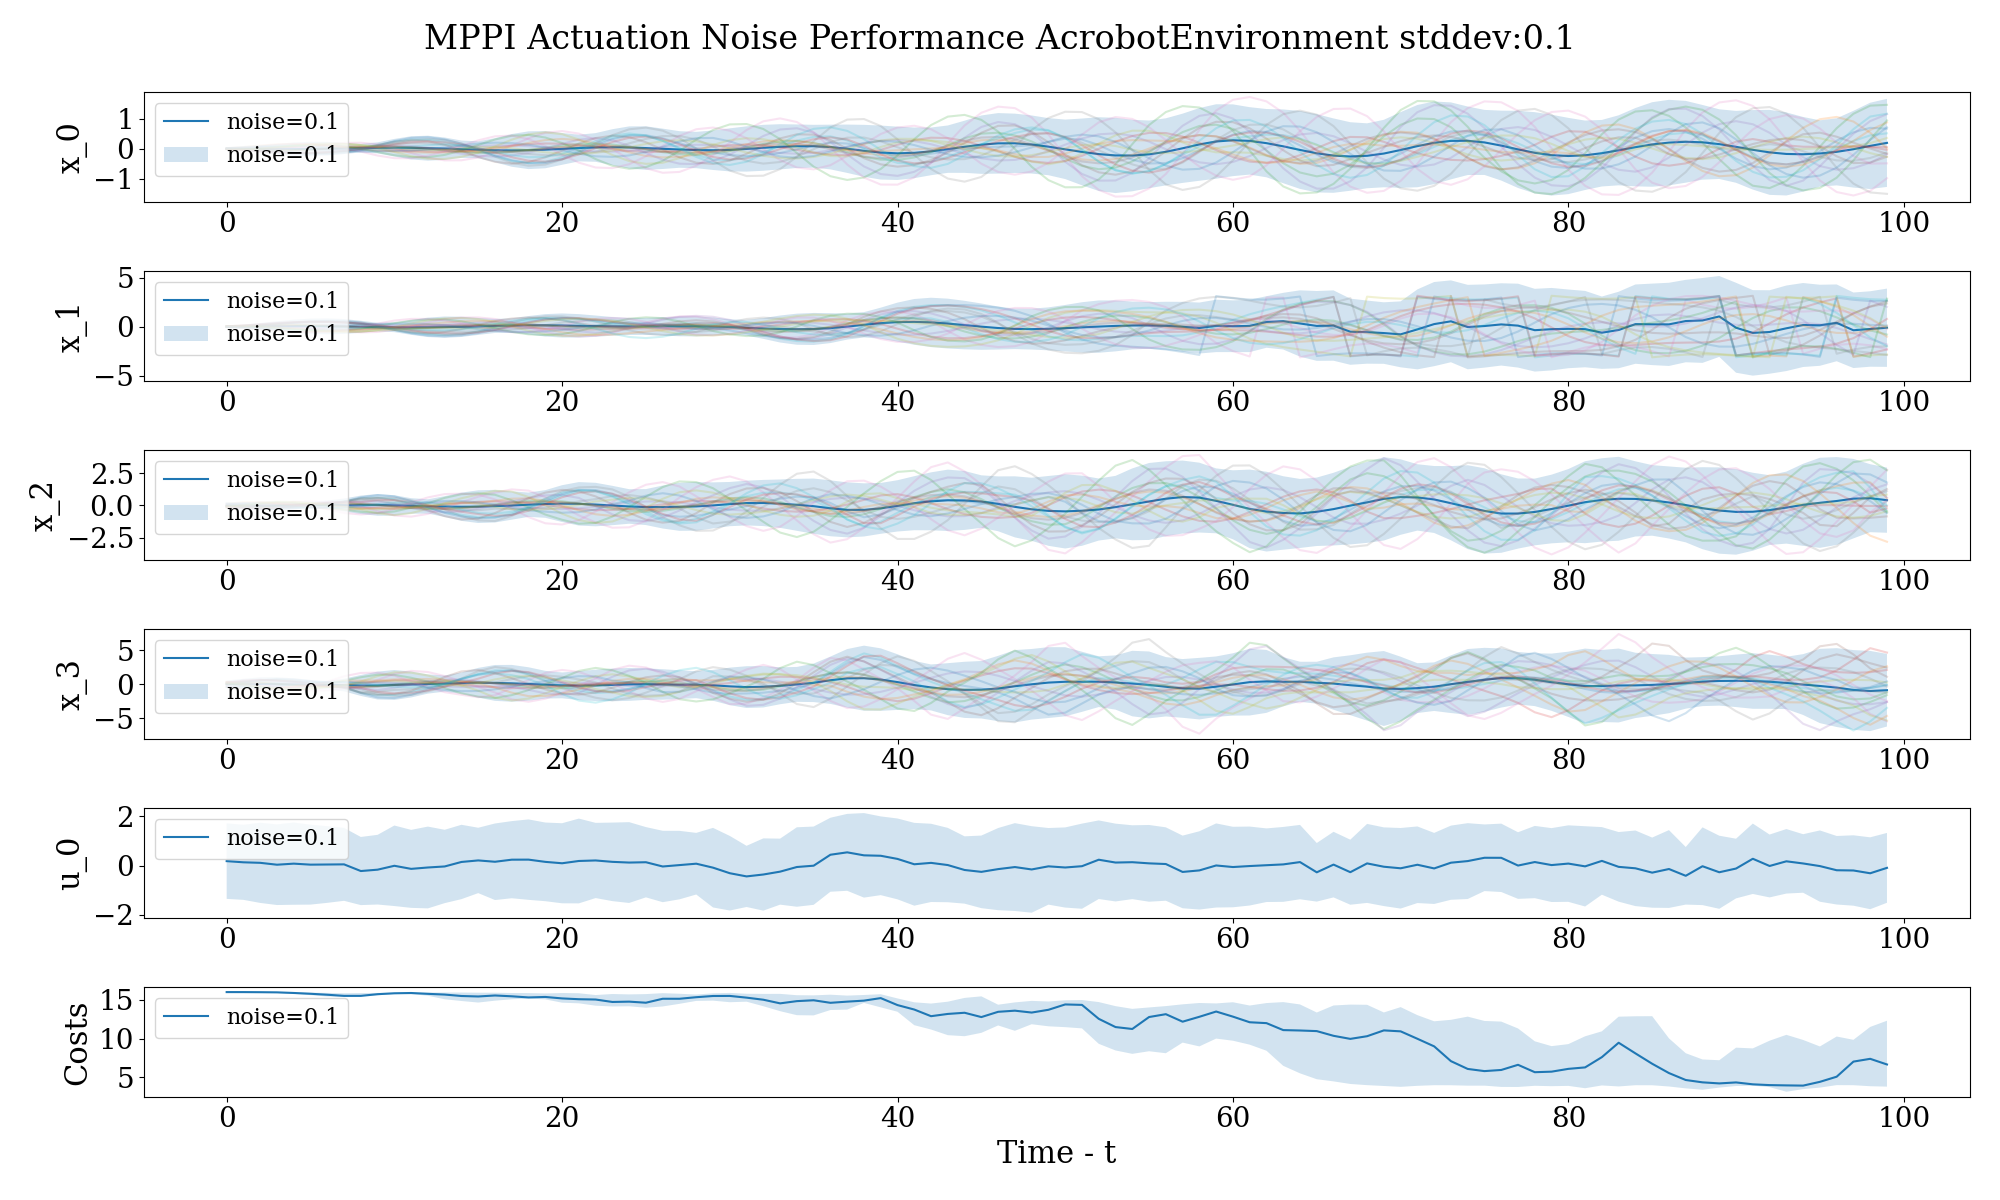 MPPI Actuation Noise Performance AcrobotEnvironment stddev:0.1
x_0
1
0
−1
noise=0.1
noise=0.1
0 20 40 60 80 100
x_1
5
0
−5
noise=0.1
noise=0.1
0 20 40 60 80 100
x_2
2.5
0.0
−2.5
noise=0.1
noise=0.1
0 20 40 60 80 100
x_3
5
0
−5
noise=0.1
noise=0.1
0 20 40 60 80 100
u_0
2
0
−2
noise=0.1
0 20 40 60 80 100
Costs
15
10
5
noise=0.1
0 20 40 60 80 100
Time - t